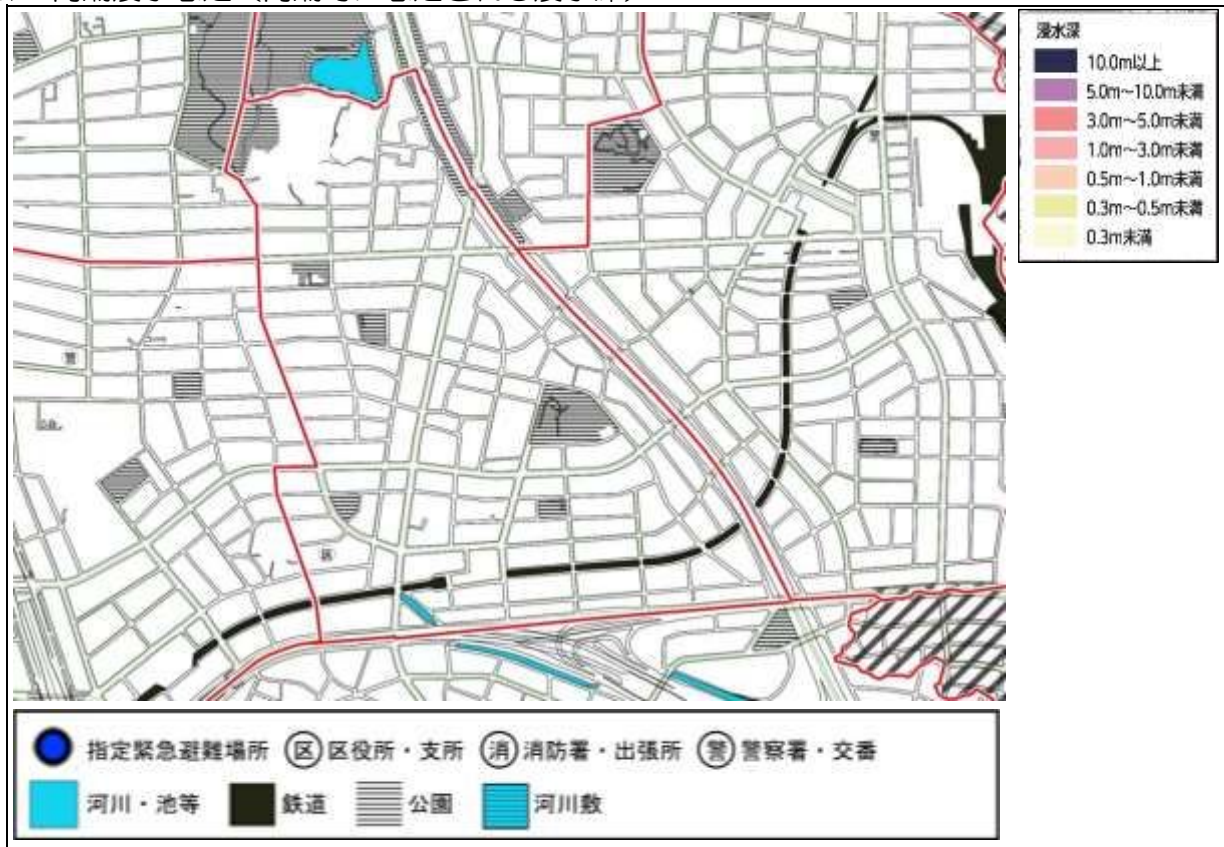 浸水深
10.0m以上
5.0m～10.0m未満
3.0m～5.0m未満
1.0m～3.0m未満
0.5m～1.0m未満
0.3m～0.5m未満
0.3m未満
区
指定緊急避難場所 区 区役所・支所 消 消防署・出張所 警 警察署・交番
河川・池等 鉄道 公園 河川敷